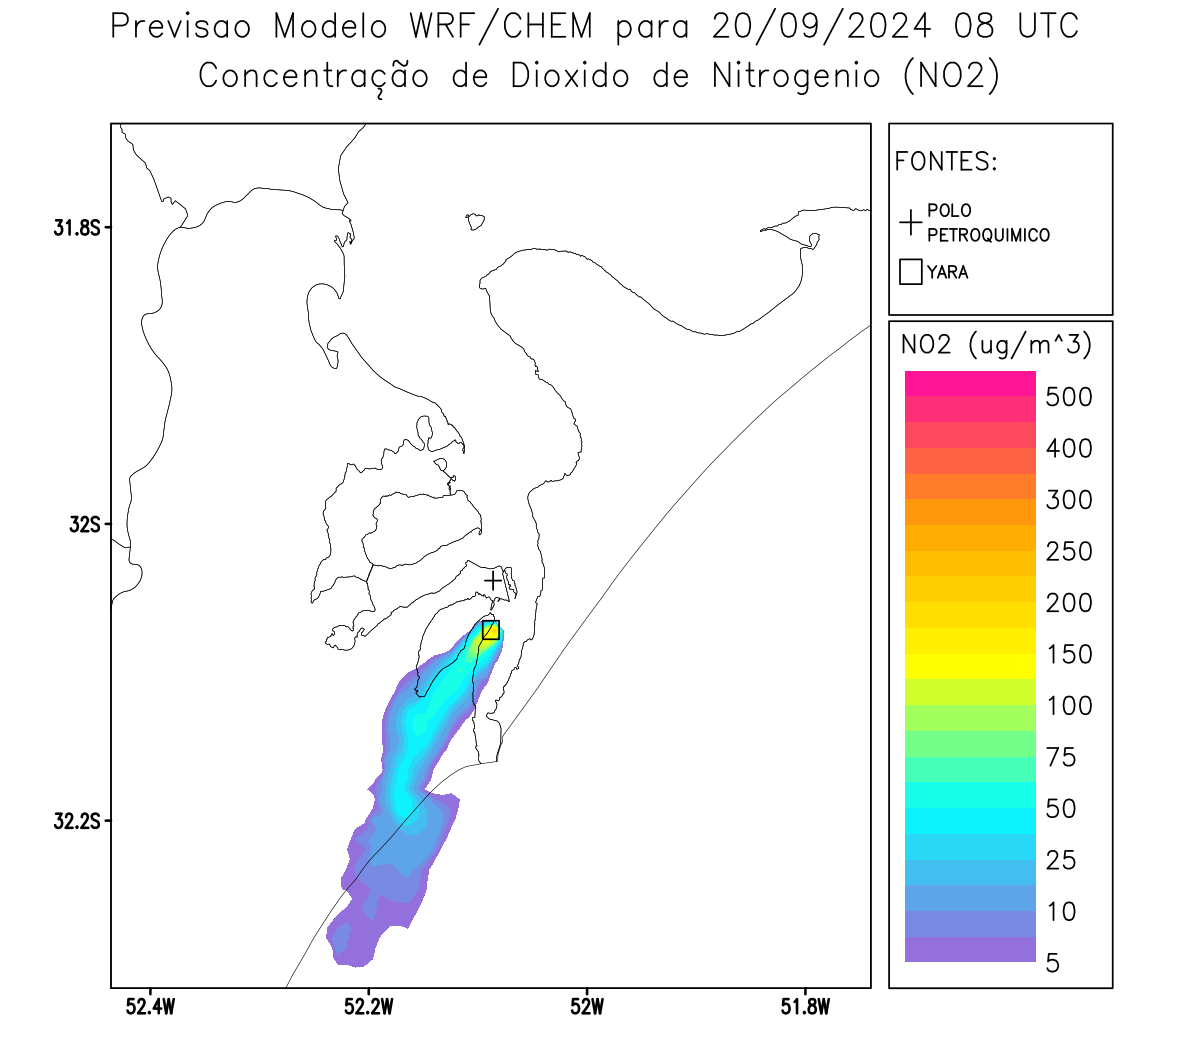 Previsao Modelo WRF/CHEM para 20/09/2024 08 UTC
Concentração de Dioxido de Nitrogenio (NO2)
FONTES:
POLO
PETROQUIMICO
YARA
NO2 (ug/m^3)
500
400
300
250
200
150
100
75
50
25
10
5
31.8S
32S
32.2S
52.4W
52.2W
52W
51.8W